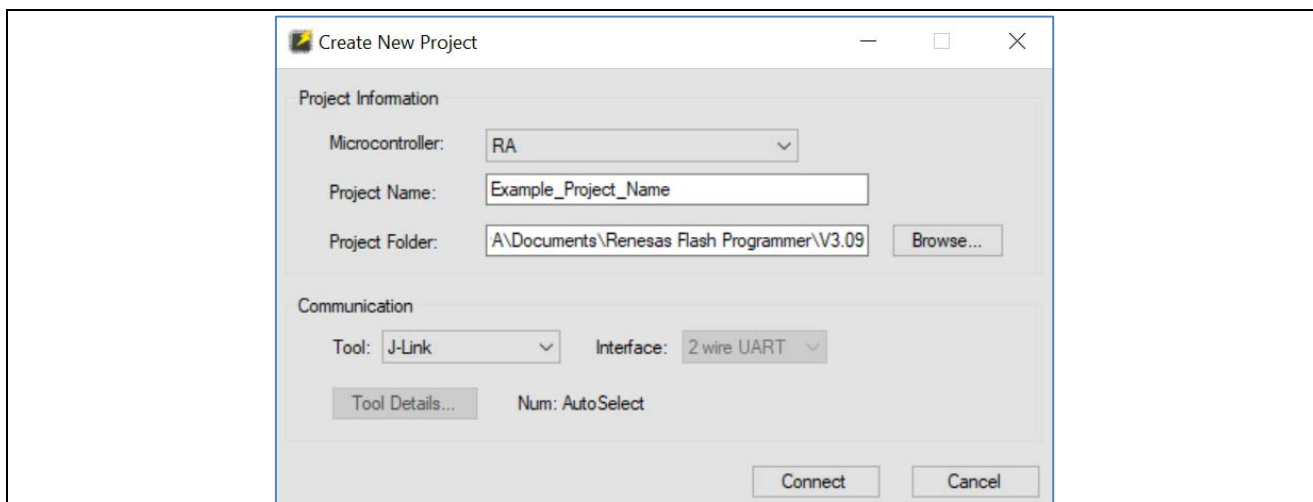 Create New Project
Project Information
Microcontroller: RA
Project Name: Example_Project_Name
Project Folder: A\Documents\Renesas Flash Programmer\V3.09 Browse...
Communication
Tool: J-Link Interface: 2 wire UART
Tool Details... Num: AutoSelect
Connect Cancel